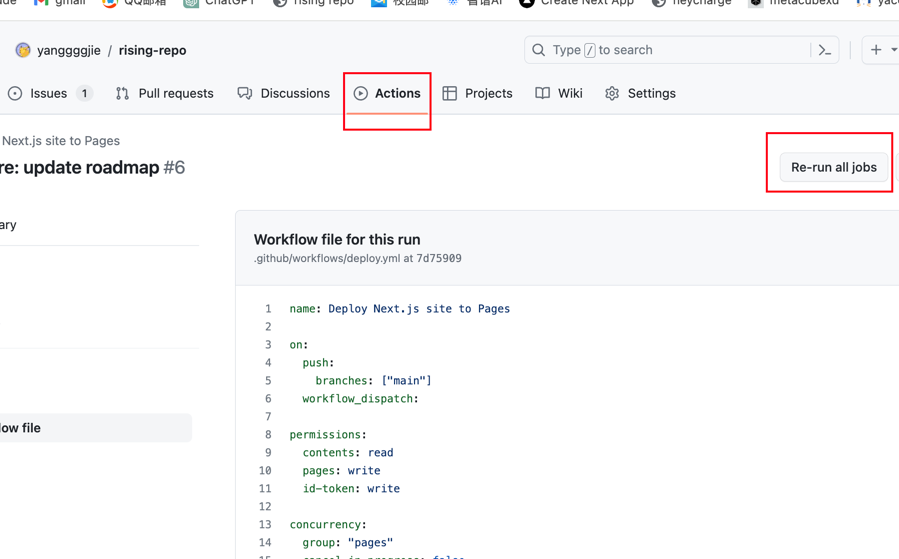 gmail QQ邮箱 ChatGPT rising repo 校园邮 智谱AI Create Next App heycharge metacubexd
yanggggjie / rising-repo
Type / to search
Issues 1 Pull requests Discussions Actions Projects Wiki Settings
Next.js site to Pages
re: update roadmap #6
Re-run all jobs
ary
low file
Workflow file for this run
.github/workflows/deploy.yml at 7d75909
1 name: Deploy Next.js site to Pages
2
3 on:
4 push:
5 branches: ["main"]
6 workflow_dispatch:
7
8 permissions:
9 contents: read
10 pages: write
11 id-token: write
12
13 concurrency:
14 group: "pages"
15 cancel-in-progress: false